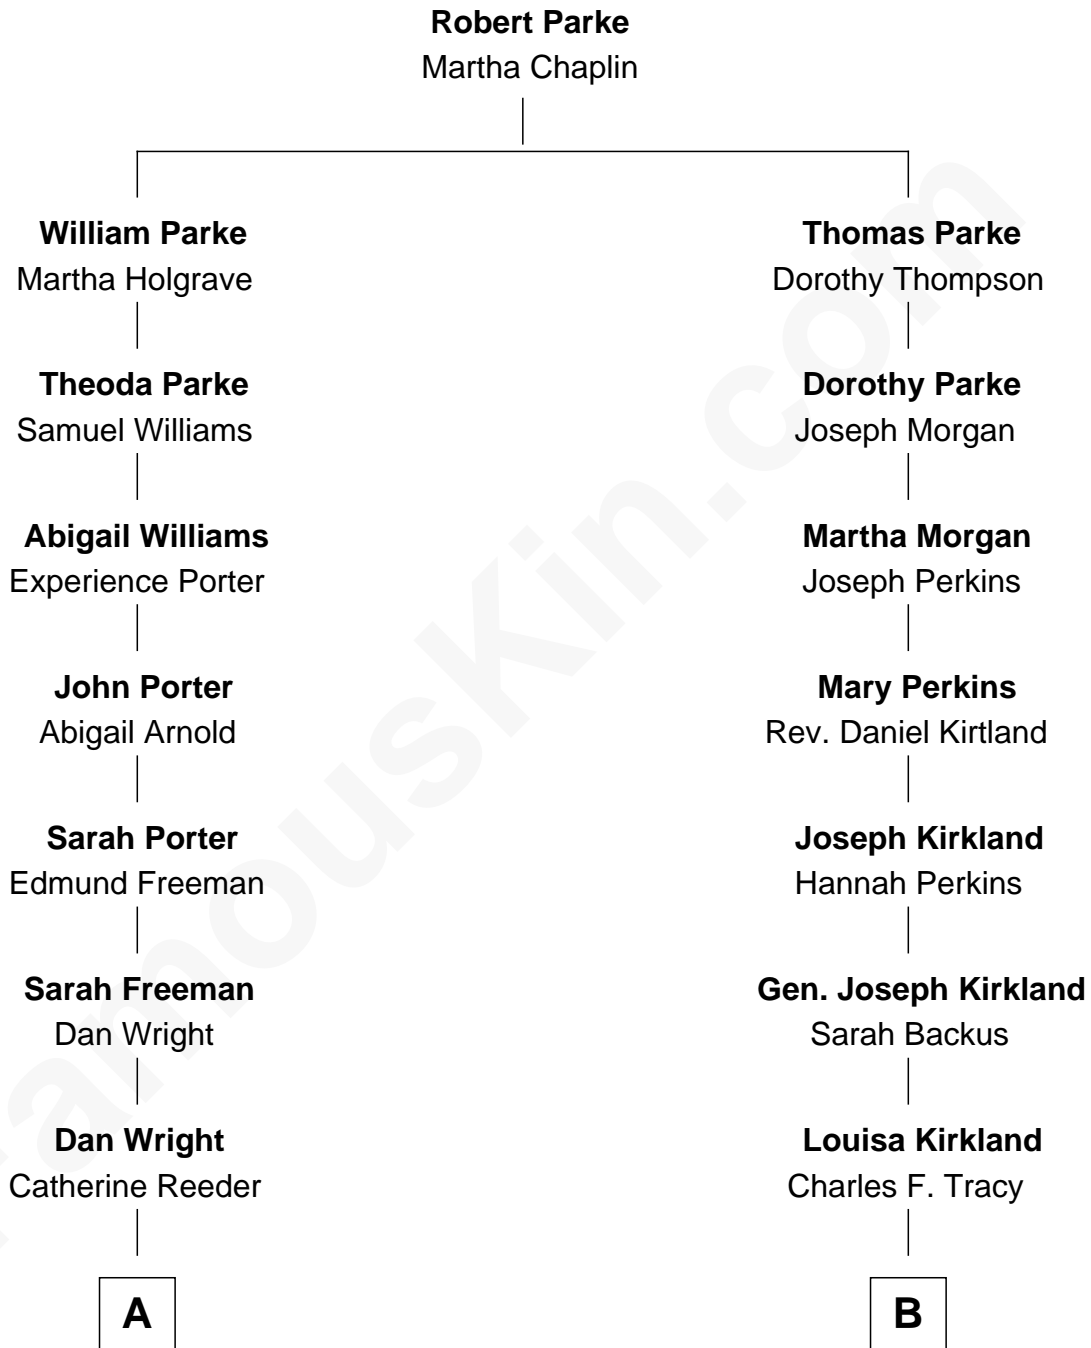 Robert Parke
Martha Chaplin
William Parke
Martha Holgrave
Theoda Parke
Samuel Williams
Abigail Williams
Experience Porter
John Porter
Abigail Arnold
Sarah Porter
Edmund Freeman
Sarah Freeman
Dan Wright
Dan Wright
Catherine Reeder
A
Thomas Parke
Dorothy Thompson
Dorothy Parke
Joseph Morgan
Martha Morgan
Joseph Perkins
Mary Perkins
Rev. Daniel Kirtland
Joseph Kirkland
Hannah Perkins
Gen. Joseph Kirkland
Sarah Backus
Louisa Kirkland
Charles F. Tracy
B
FamousKin.com